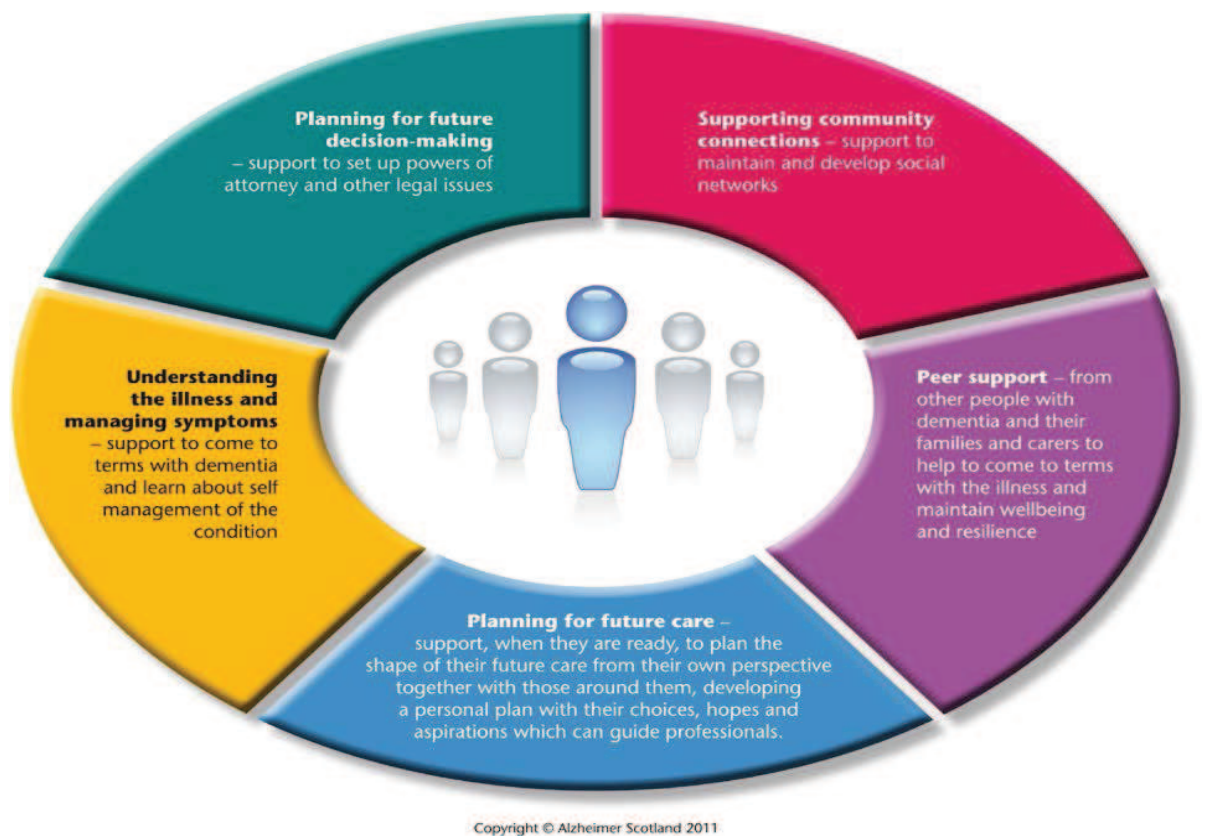 Planning for future
decision-making
– support to set up powers of
attorney and other legal issues
Supporting community
connections – support to
maintain and develop social
networks
Understanding
the illness and
managing symptoms
– support to come to
terms with dementia
and learn about self
management of the
condition
Peer support – from
other people with
dementia and their
families and carers to
help to come to terms
with the illness and
maintain wellbeing
and resilience
Planning for future care –
support, when they are ready, to plan the
shape of their future care from their own perspective
together with those around them, developing
a personal plan with their choices, hopes and
aspirations which can guide professionals.
Copyright © Alzheimer Scotland 2011